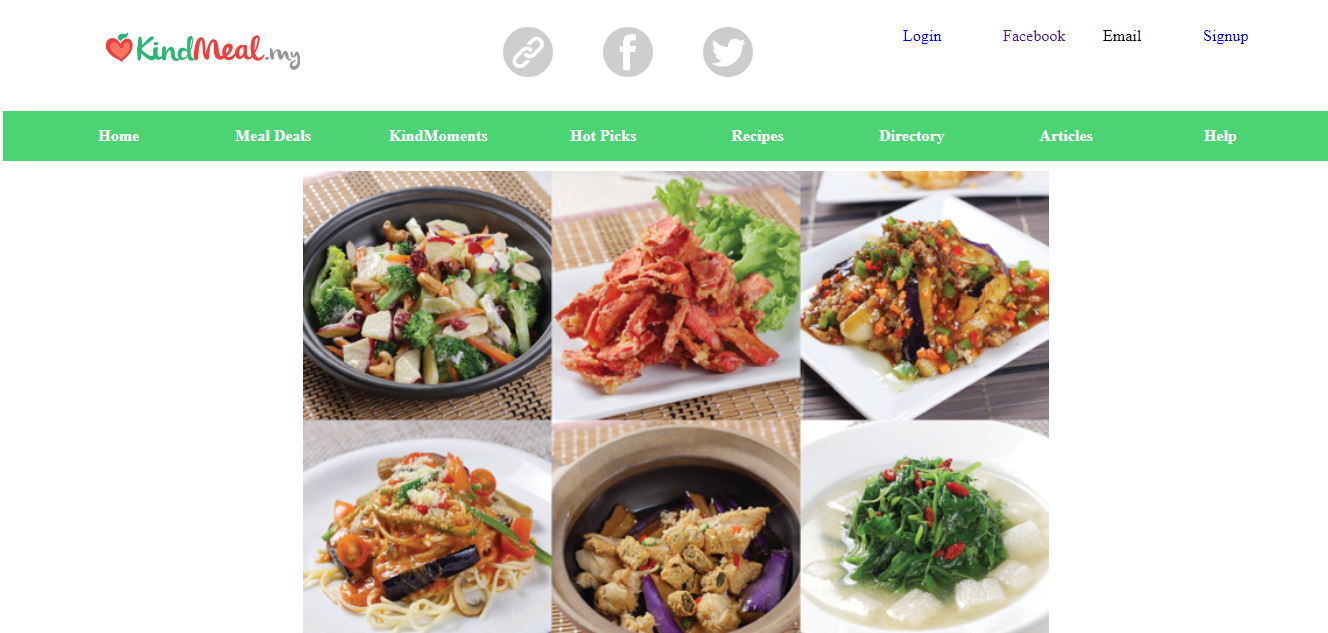 KindMeal.my
Login Facebook Email Signup
Home Meal Deals KindMoments Hot Picks Recipes Directory Articles Help